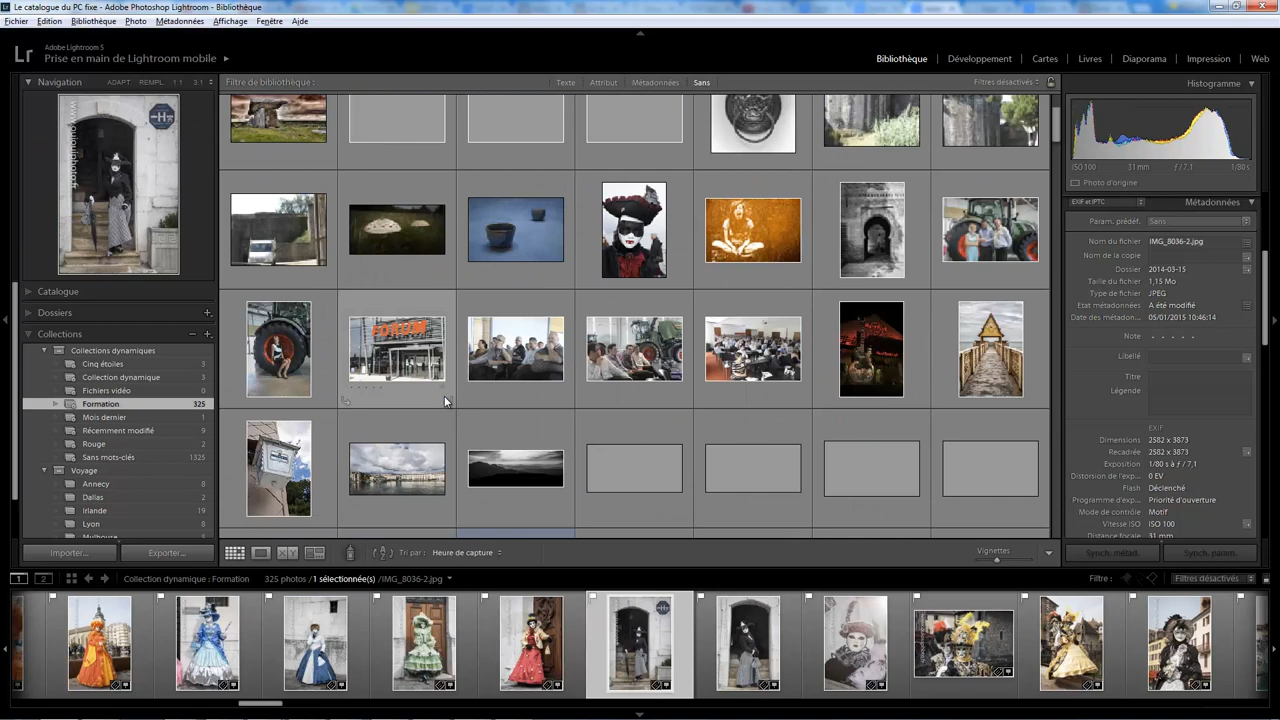 Le catalogue du PC fixe - Adobe Photoshop Lightroom - Bibliothèque
Fichier Edition Bibliothèque Photo Métadonnées Affichage Fenêtre Aide
Lr
Adobe Lightroom 5
Prise en main de Lightroom mobile
Bibliothèque Développement Cartes Livres Diaporama Impression Web
Navigation ADAPT. REMPL. 1:1 3:1
Filtre de bibliothèque : Texte Attribut Métadonnées Sans Filtres désactivés
Histogramme
ISO 100 31 mm ƒ / 7,1 1/80 s
Photo d'origine
EXIF et IPTC Métadonnées
Param. prédéf. Sans
Nom du fichier IMG_8036-2.jpg
Nom de la copie
Dossier 2014-03-15
Taille du fichier 1,15 Mo
Type de fichier JPEG
Etat métadonnées A été modifié
Date des métadon... 05/01/2015 10:46:14
Note
Libellé
Titre
Légende
EXIF
Dimensions 2582 x 3873
Recadrée 2582 x 3873
Exposition 1/80 s à ƒ / 7,1
Distorsion de l'exp... 0 EV
Flash Déclenché
Programme d'exp... Priorité d'ouverture
Mode de contrôle Motif
Vitesse ISO ISO 100
Distance focale 31 mm
Synch. métad. Synch. param.
Catalogue
Dossiers
Collections
Collections dynamiques
Cinq étoiles 3
Collection dynamique 3
Fichiers vidéo 0
Formation 325
Mois dernier 1
Récemment modifié 9
Rouge 2
Sans mots-clés 1325
Voyage
Annecy 8
Dallas 2
Irlande 19
Lyon 8
Mulhouse
Importer... Exporter...
FORUM
Tri par : Heure de capture
Vignettes
1 2 Collection dynamique : Formation 325 photos / 1 sélectionnée(s) / IMG_8036-2.jpg
Filtre : Filtres désactivés